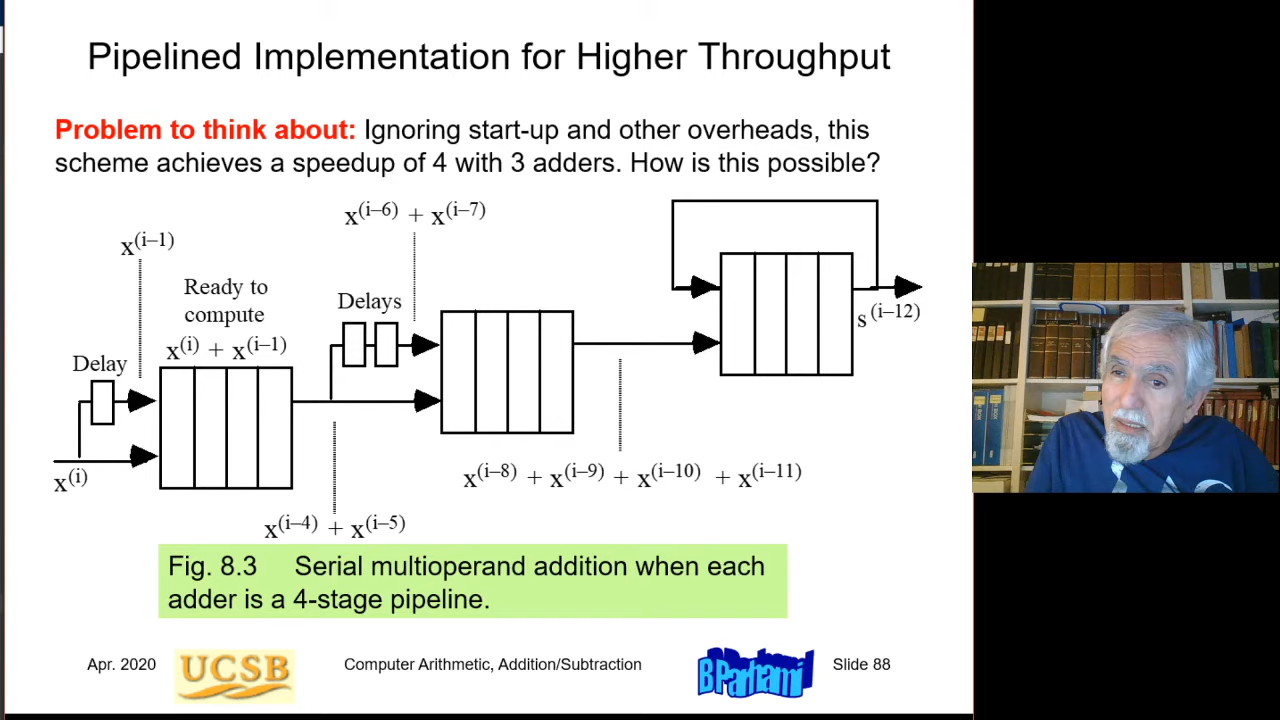 Pipelined Implementation for Higher Throughput
Problem to think about: Ignoring start-up and other overheads, this
scheme achieves a speedup of 4 with 3 adders. How is this possible?
x(i–6) + x(i–7)
x(i–1)
Ready to
compute
x(i) + x(i–1)
Delays
Delay
s(i–12)
x(i)
x(i–8) + x(i–9) + x(i–10) + x(i–11)
x(i–4) + x(i–5)
Fig. 8.3 Serial multioperand addition when each
adder is a 4-stage pipeline.
Apr. 2020
UCSB
Computer Arithmetic, Addition/Subtraction
B Parhami
Slide 88